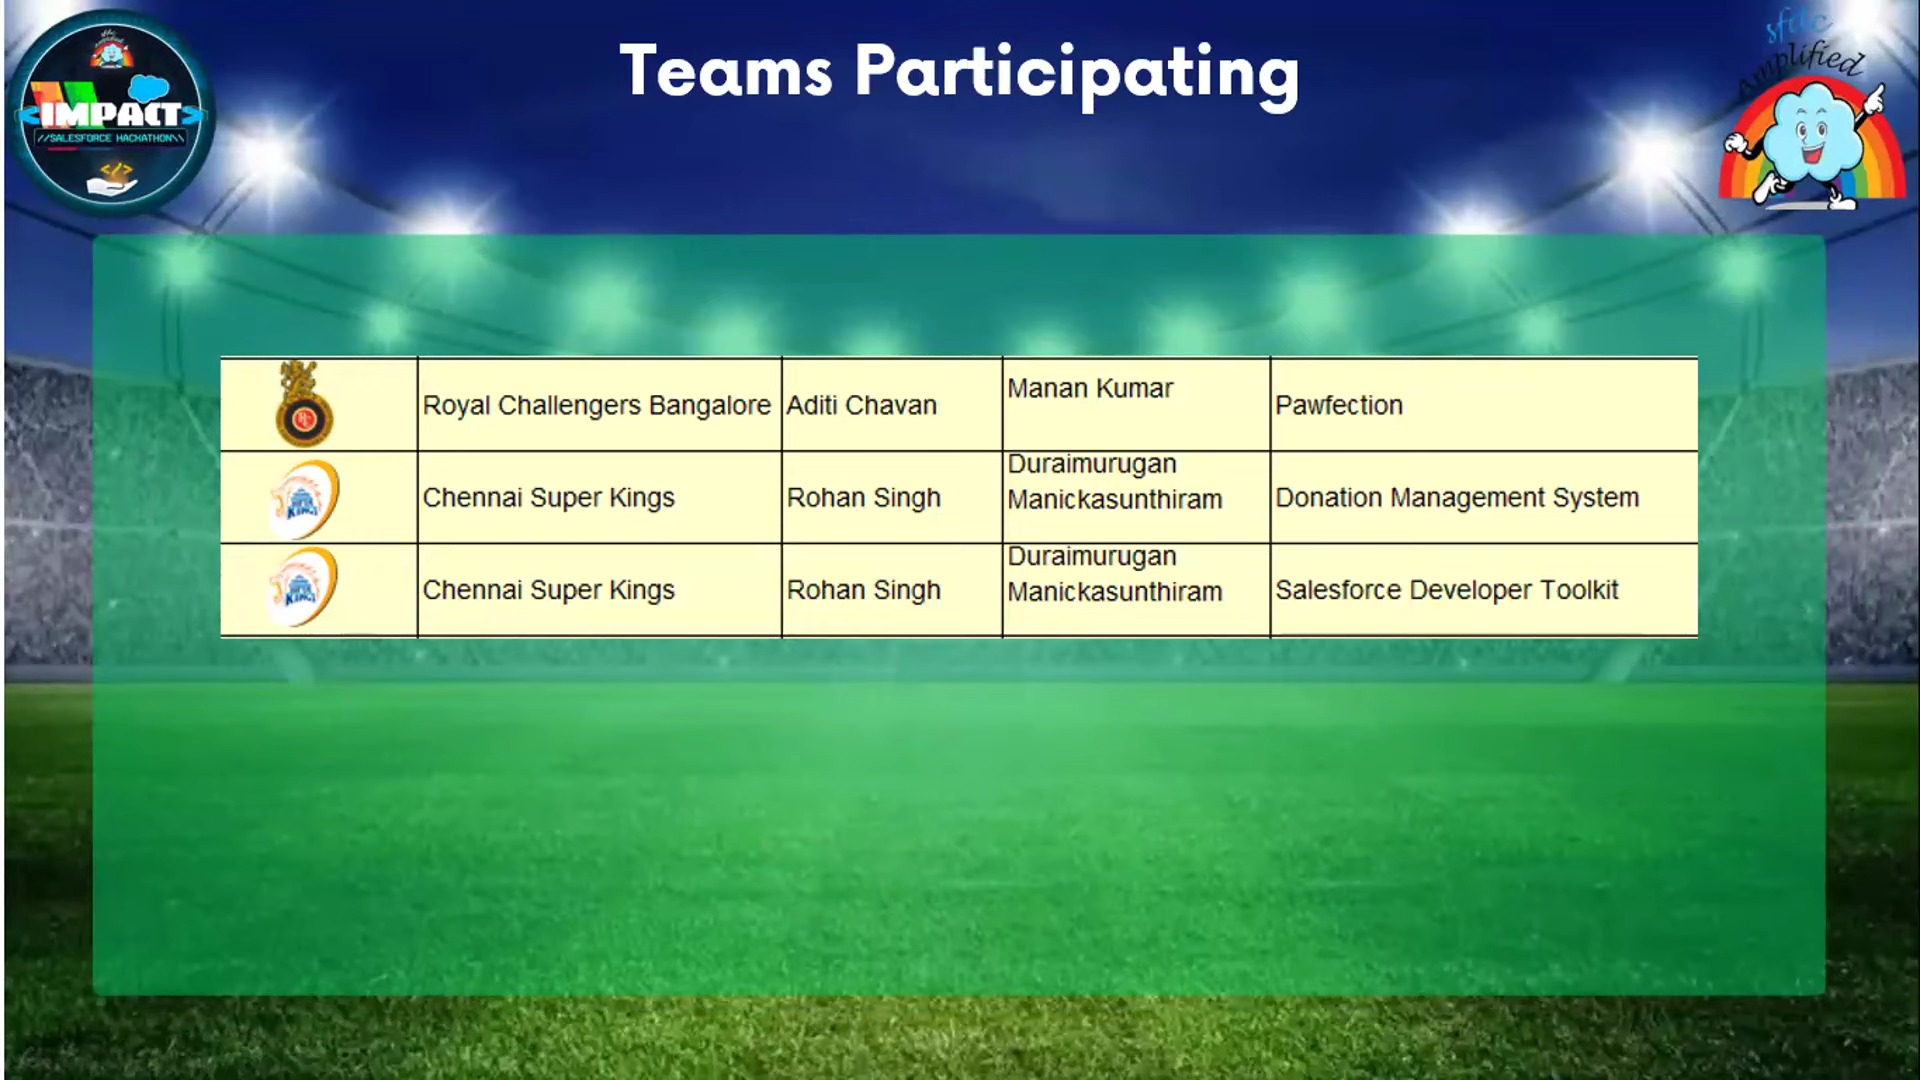 Teams Participating
sfdc
Amplified
<IMPACT>
//SALESFORCE HACHATHON\\
</>
Royal Challengers Bangalore Aditi Chavan Manan Kumar Pawfection
Chennai Super Kings Rohan Singh Duraimurugan Manickasunthiram Donation Management System
Chennai Super Kings Rohan Singh Duraimurugan Manickasunthiram Salesforce Developer Toolkit